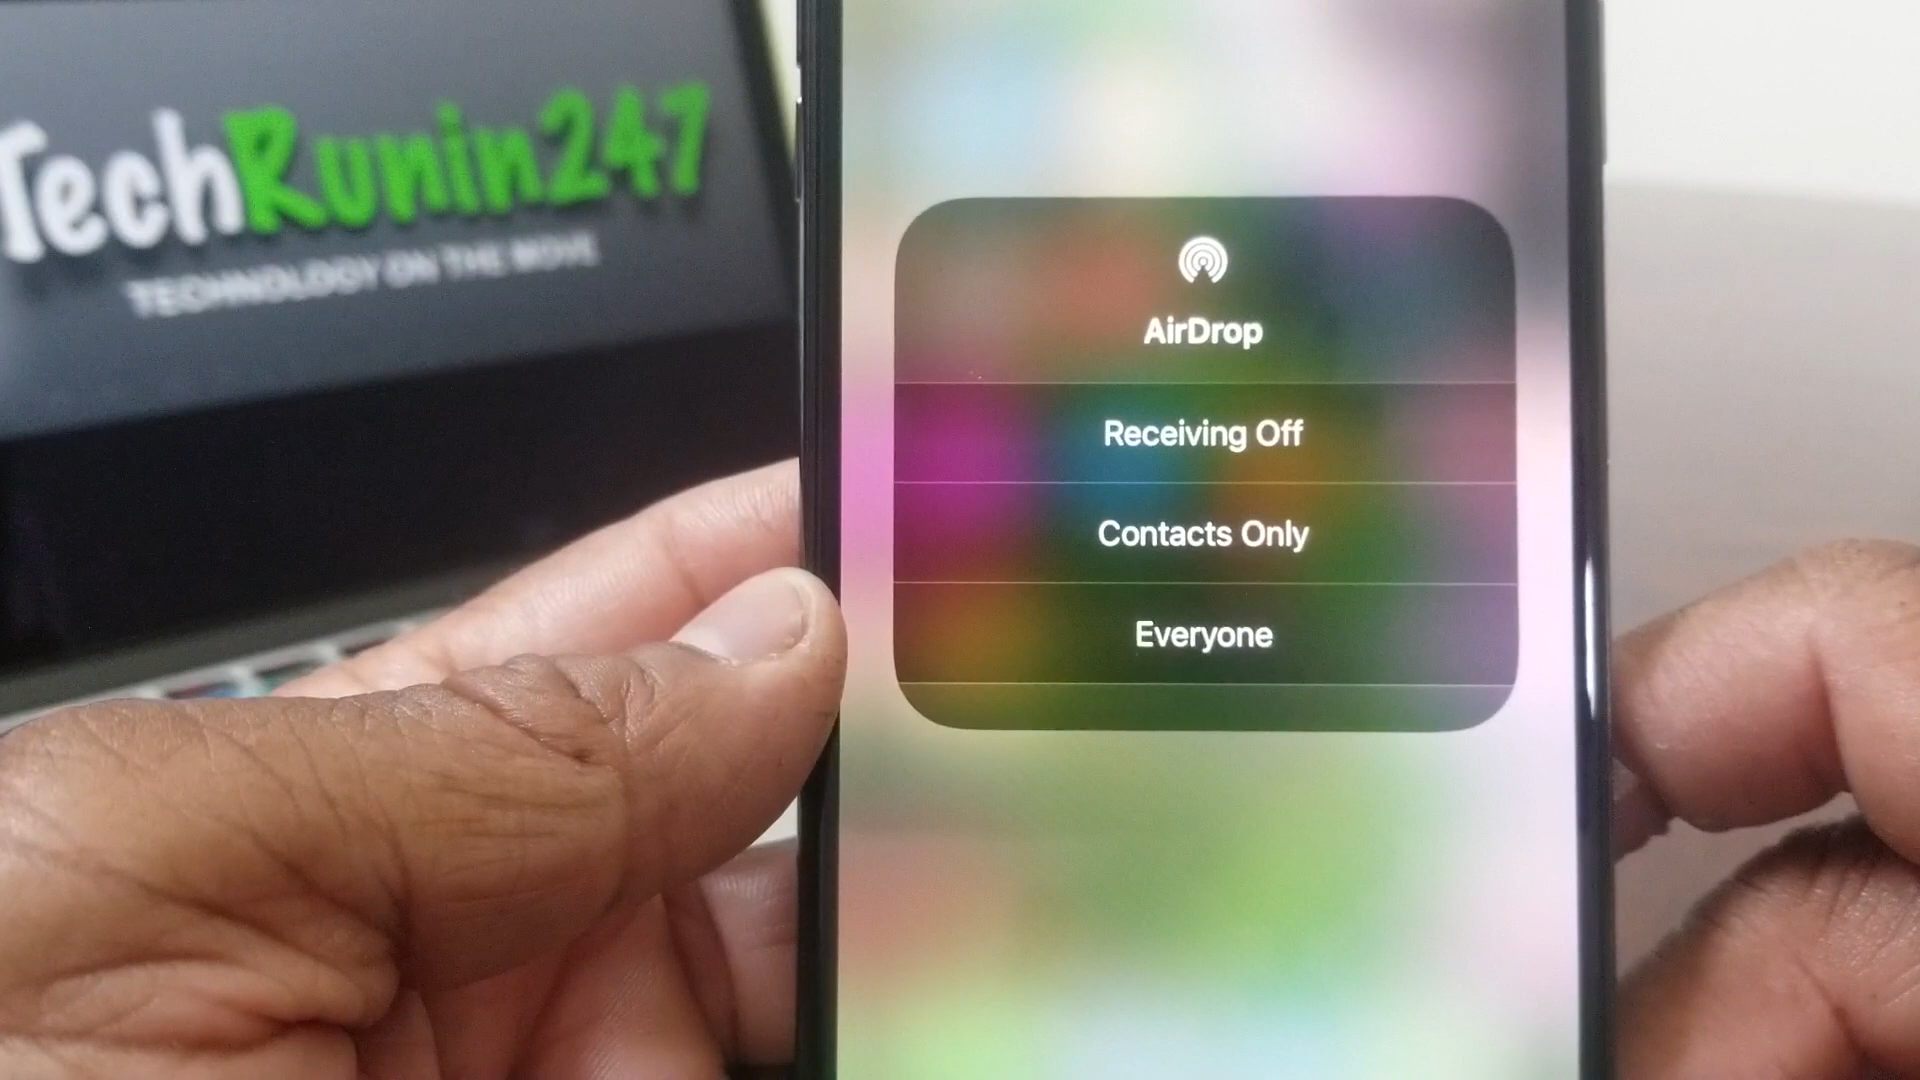 TechRunin247
TECHNOLOGY ON THE MOVE
AirDrop
Receiving Off
Contacts Only
Everyone